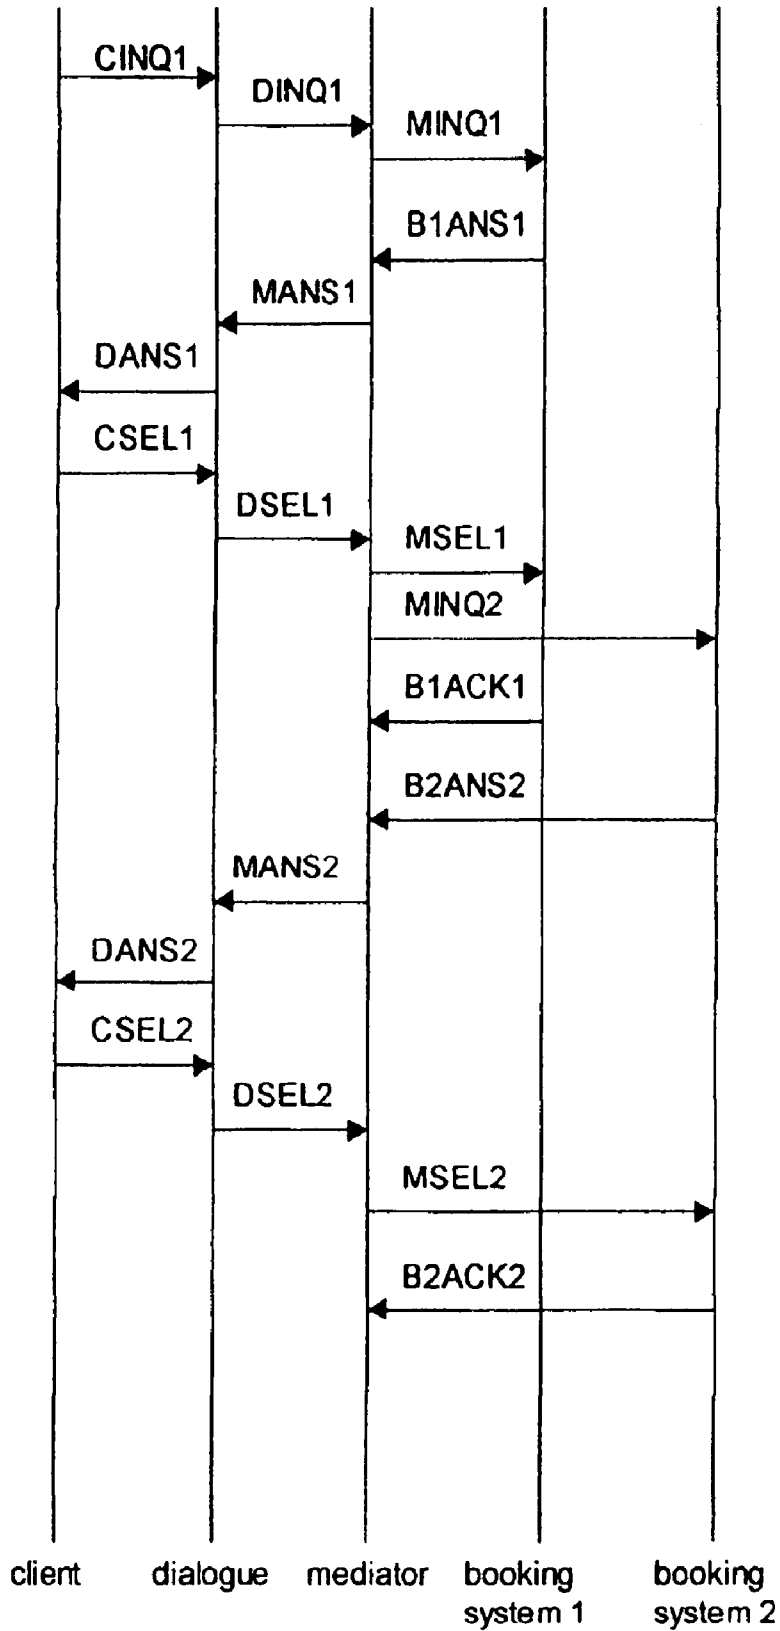 CINQ1
DINQ1
MINQ1
B1ANS1
MANS1
DANS1
CSEL1
DSEL1
MSEL1
MINQ2
B1ACK1
B2ANS2
MANS2
DANS2
CSEL2
DSEL2
MSEL2
B2ACK2
client
dialogue
mediator
booking
system 1
booking
system 2